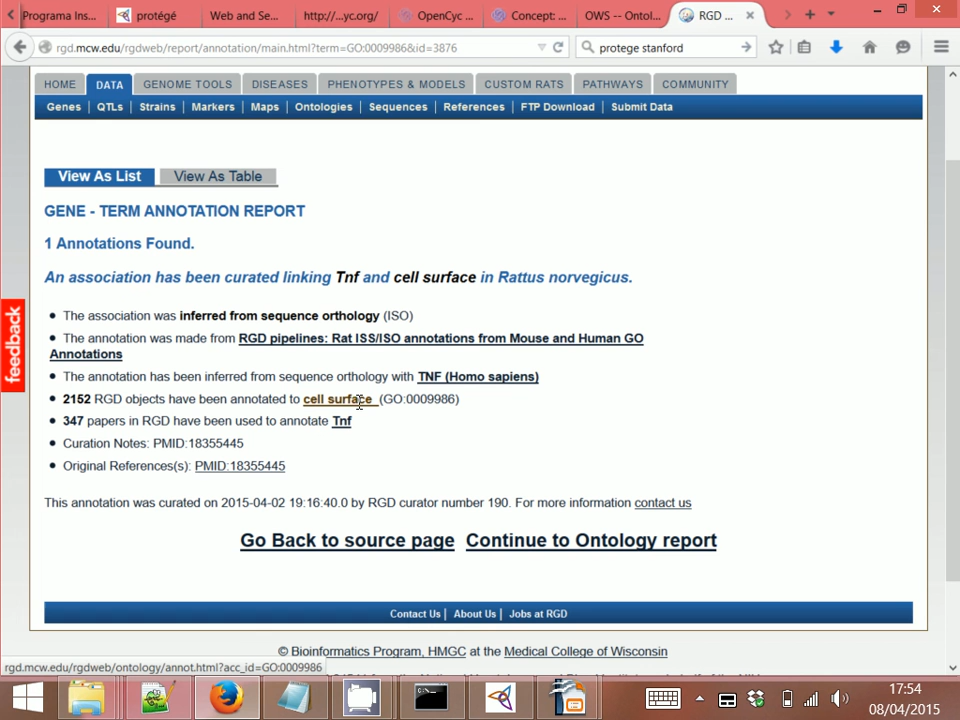 Programa Ins...
protégé
Web and Se...
http://...yc.org/
OpenCyc ...
Concept: ...
OWS -- Ontol...
RGD ...
rgd.mcw.edu/rgdweb/report/annotation/main.html?term=GO:0009986&id=3876
protege stanford
HOME DATA GENOME TOOLS DISEASES PHENOTYPES & MODELS CUSTOM RATS PATHWAYS COMMUNITY
Genes QTLs Strains Markers Maps Ontologies Sequences References FTP Download Submit Data
View As List View As Table
GENE - TERM ANNOTATION REPORT
1 Annotations Found.
An association has been curated linking Tnf and cell surface in Rattus norvegicus.
The association was inferred from sequence orthology (ISO)
The annotation was made from RGD pipelines: Rat ISS/ISO annotations from Mouse and Human GO
Annotations
The annotation has been inferred from sequence orthology with TNF (Homo sapiens)
2152 RGD objects have been annotated to cell surface (GO:0009986)
347 papers in RGD have been used to annotate Tnf
Curation Notes: PMID:18355445
Original References(s): PMID:18355445
This annotation was curated on 2015-04-02 19:16:40.0 by RGD curator number 190. For more information contact us
Go Back to source page Continue to Ontology report
feedback
Contact Us | About Us | Jobs at RGD
© Bioinformatics Program, HMGC at the Medical College of Wisconsin
rgd.mcw.edu/rgdweb/ontology/annot.html?acc_id=GO:0009986
17:54
08/04/2015